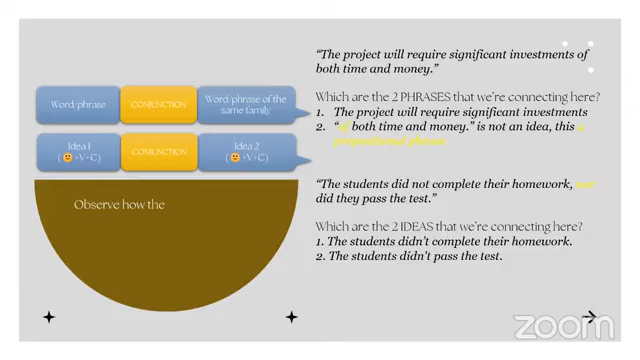 Word/phrase
CONJUNCTION
Word/phrase of the
same family
Idea 1
( +V+C)
CONJUNCTION
Idea 2
( +V+C)
Observe how the
“The project will require significant investments of
both time and money.”
Which are the 2 PHRASES that we're connecting here?
1. The project will require significant investments
2. “of both time and money.” is not an idea, this a
prepositional phrase
“The students did not complete their homework, nor
did they pass the test.”
Which are the 2 IDEAS that we're connecting here?
1. The students didn't complete their homework.
2. The students didn't pass the test.
zoom